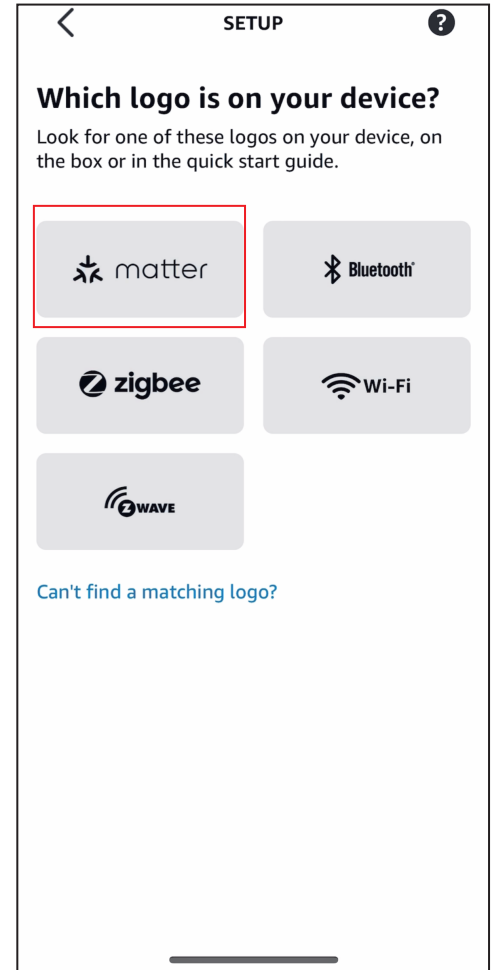 SETUP
Which logo is on your device?
Look for one of these logos on your device, on
the box or in the quick start guide.
matter
Bluetooth®
zigbee
Wi-Fi
Z WAVE
Can't find a matching logo?